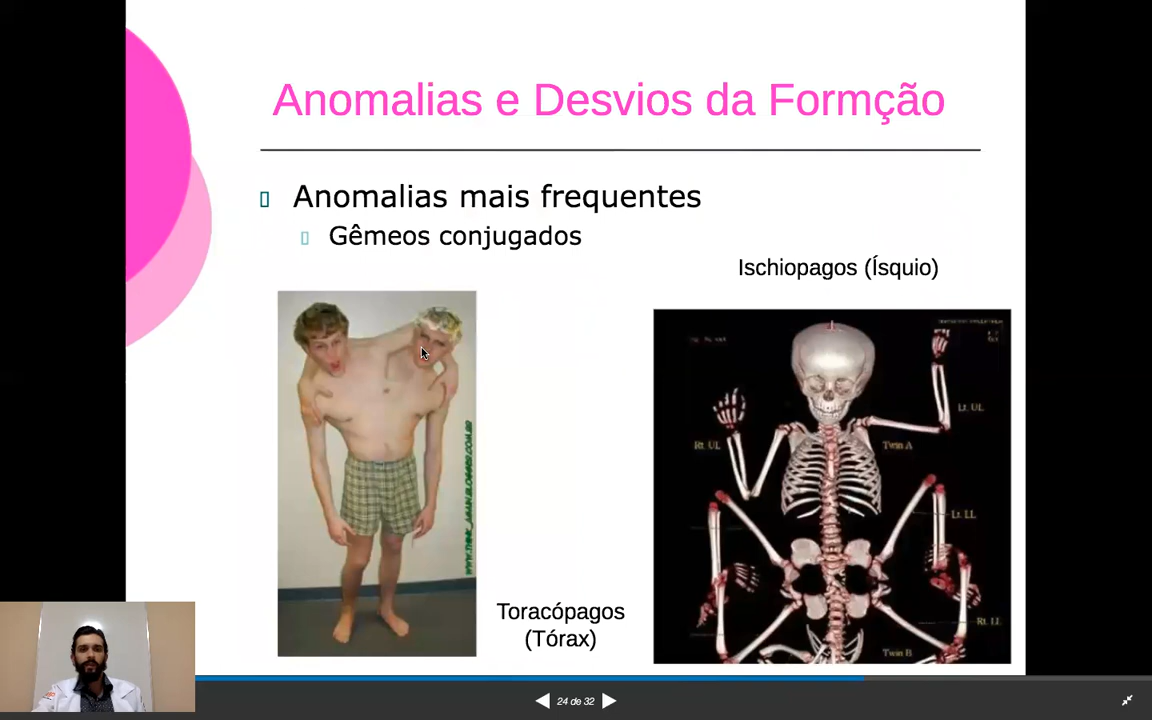 Anomalias e Desvios da Formção
Anomalias mais frequentes
Gêmeos conjugados
Ischiopagos (Ísquio)
Lt. UL
Rt. UL
Twin A
Lt. LL
Toracópagos
(Tórax)
Rt. LL
Twin B
24 de 32